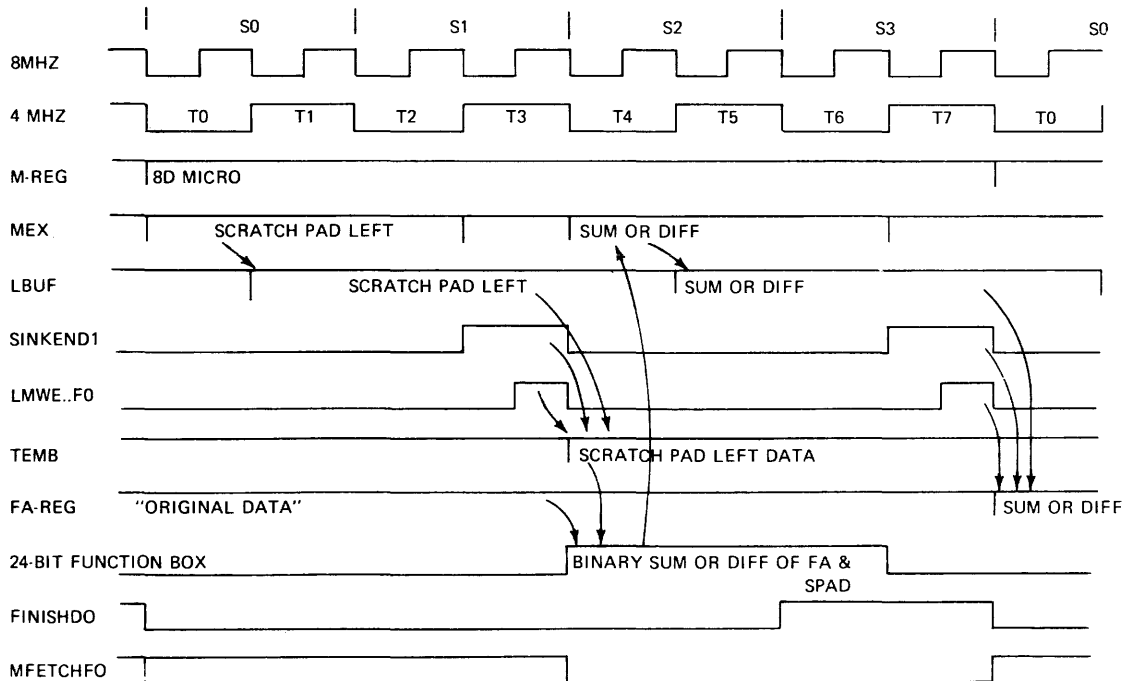 S0 S1 S2 S3 S0
8MHZ
4 MHZ T0 T1 T2 T3 T4 T5 T6 T7 T0
M-REG 8D MICRO
MEX SCRATCH PAD LEFT SUM OR DIFF
LBUF SCRATCH PAD LEFT SUM OR DIFF
SINKEND1
LMWE..F0
TEMB SCRATCH PAD LEFT DATA
FA-REG "ORIGINAL DATA" SUM OR DIFF
24-BIT FUNCTION BOX BINARY SUM OR DIFF OF FA &
SPAD
FINISHDO
MFETCHFO